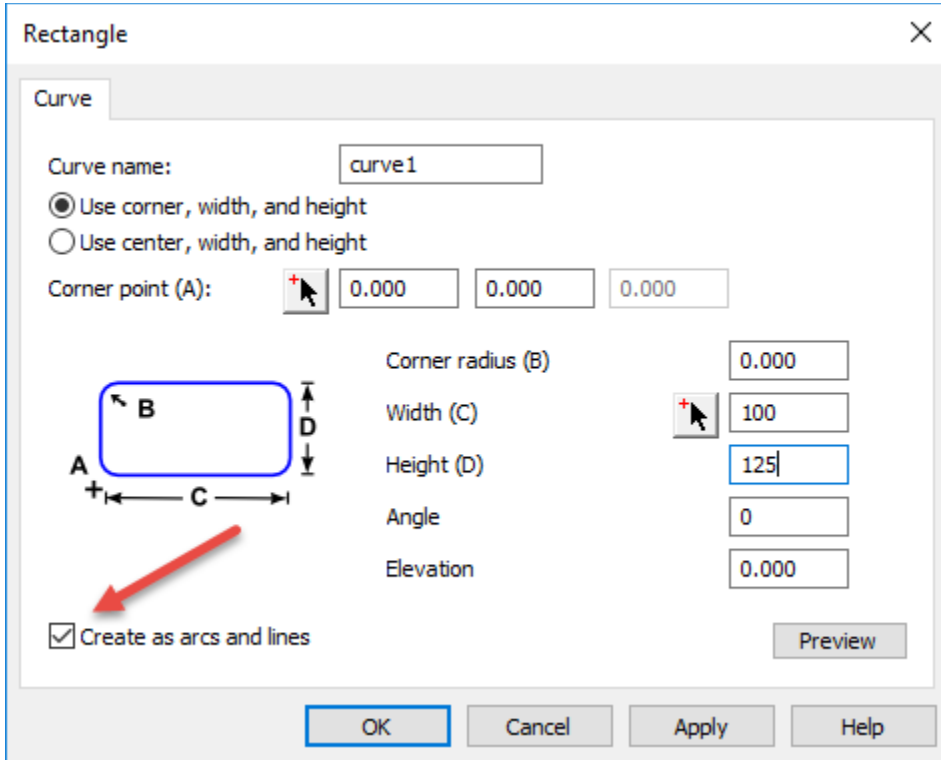 Rectangle
Curve
Curve name: curve1
Use corner, width, and height
Use center, width, and height
Corner point (A): 0.000 0.000 0.000
Corner radius (B) 0.000
B
Width (C) 100
D
Height (D) 125
A
C
Angle 0
Elevation 0.000
Create as arcs and lines
Preview
OK Cancel Apply Help